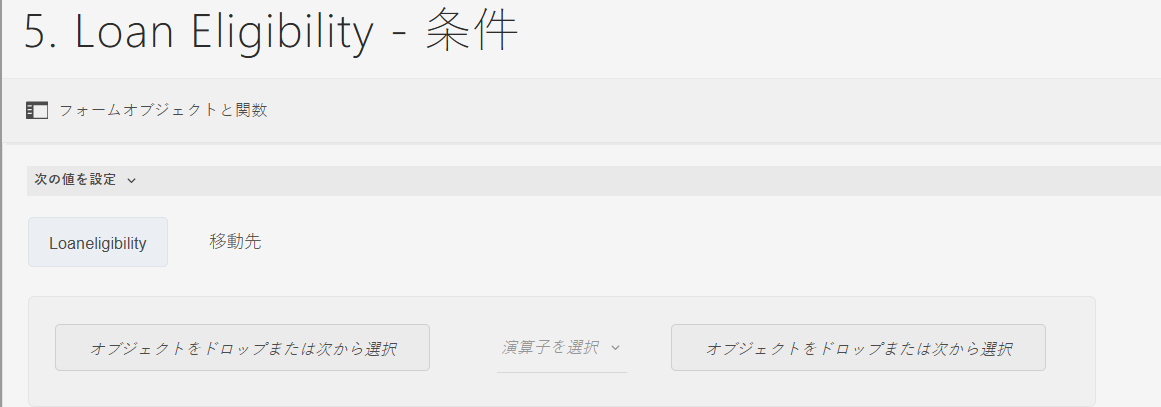 5. Loan Eligibility - 条件
フォームオブジェクトと関数
次の値を設定
Loaneligibility 移動先
オブジェクトをドロップまたは次から選択 演算子を選択 オブジェクトをドロップまたは次から選択